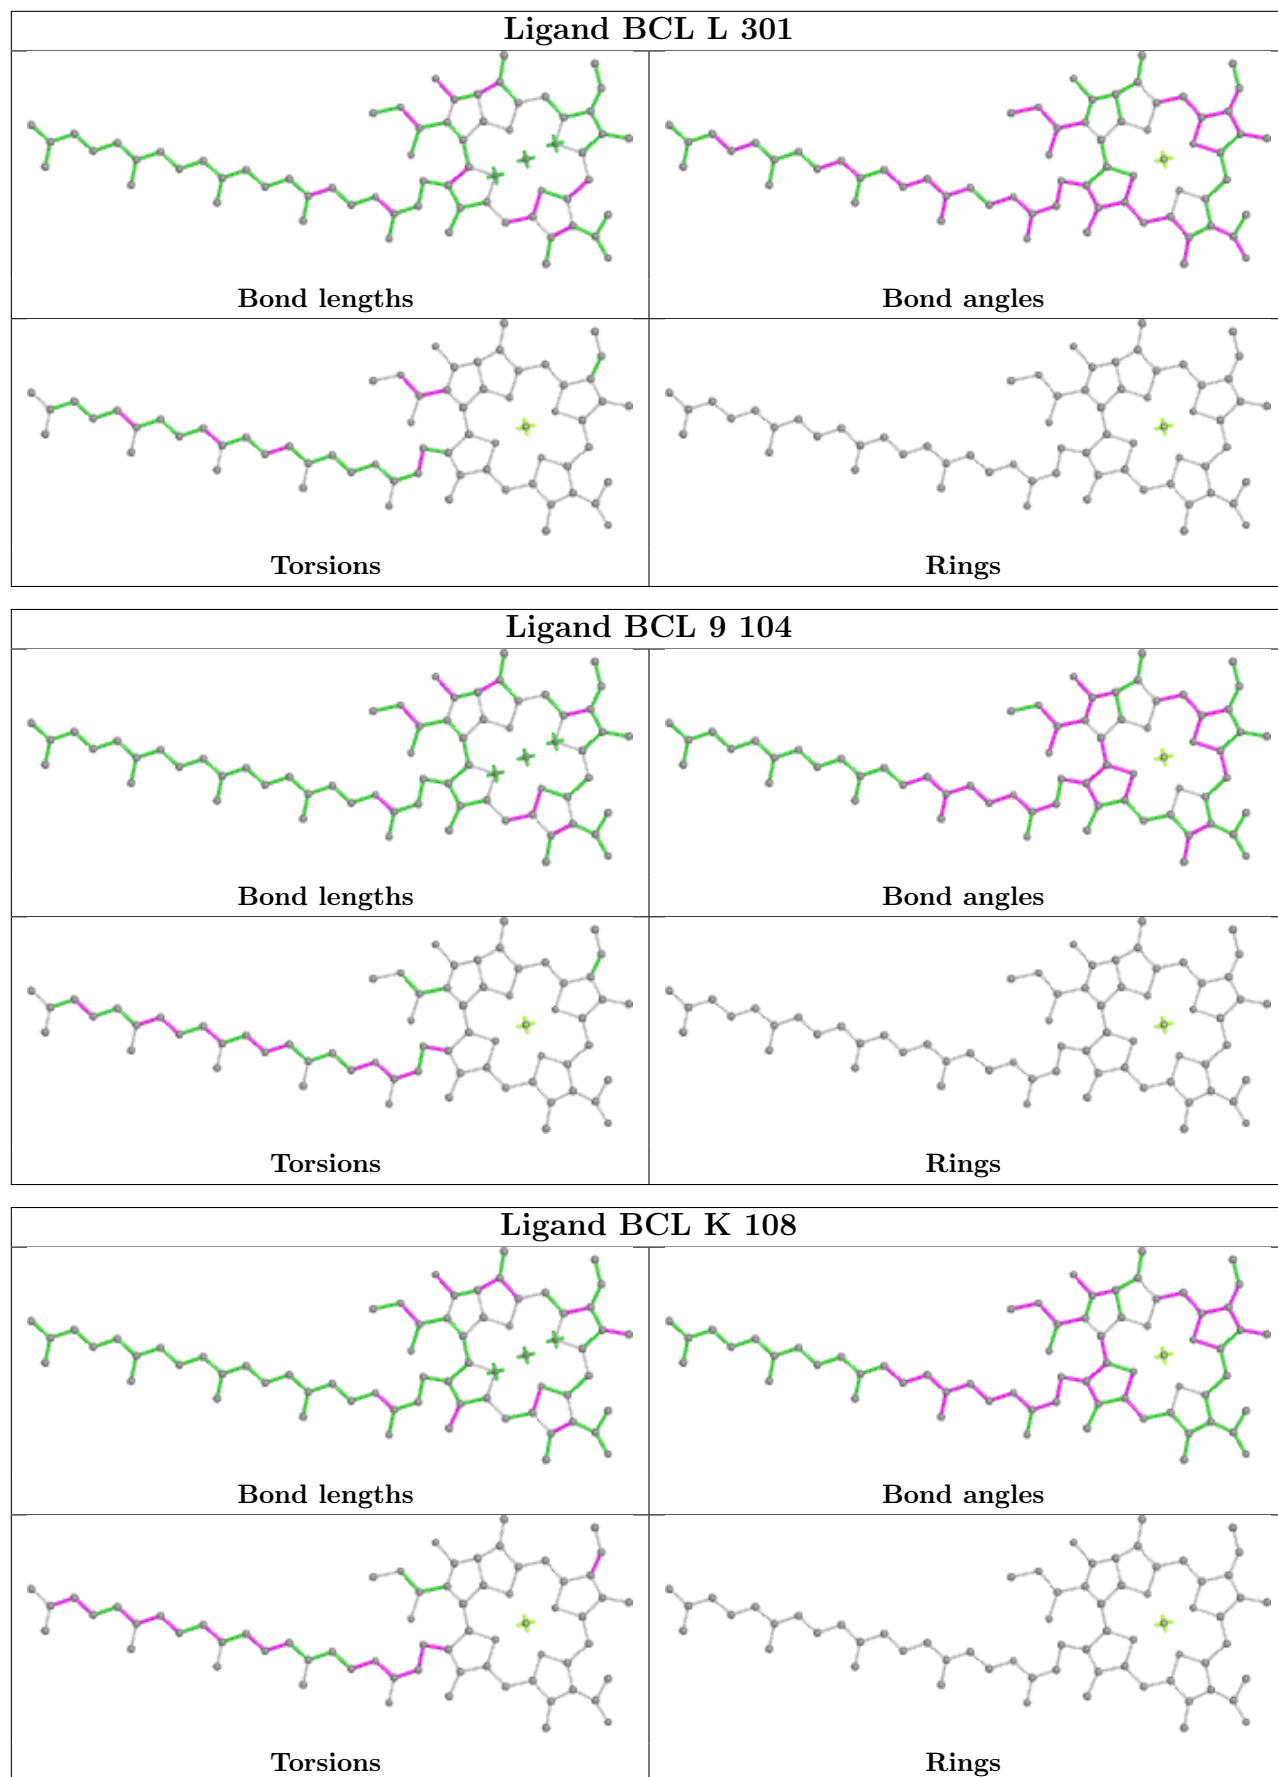 Ligand BCL L 301
Bond lengths
Bond angles
Torsions
Rings
Ligand BCL 9 104
Bond lengths
Bond angles
Torsions
Rings
Ligand BCL K 108
Bond lengths
Bond angles
Torsions
Rings